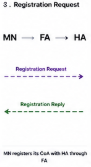 3. Registration Request
MN → FA → HA
Registration Request
Registration Reply
MN registers its CoA with HA through
FA